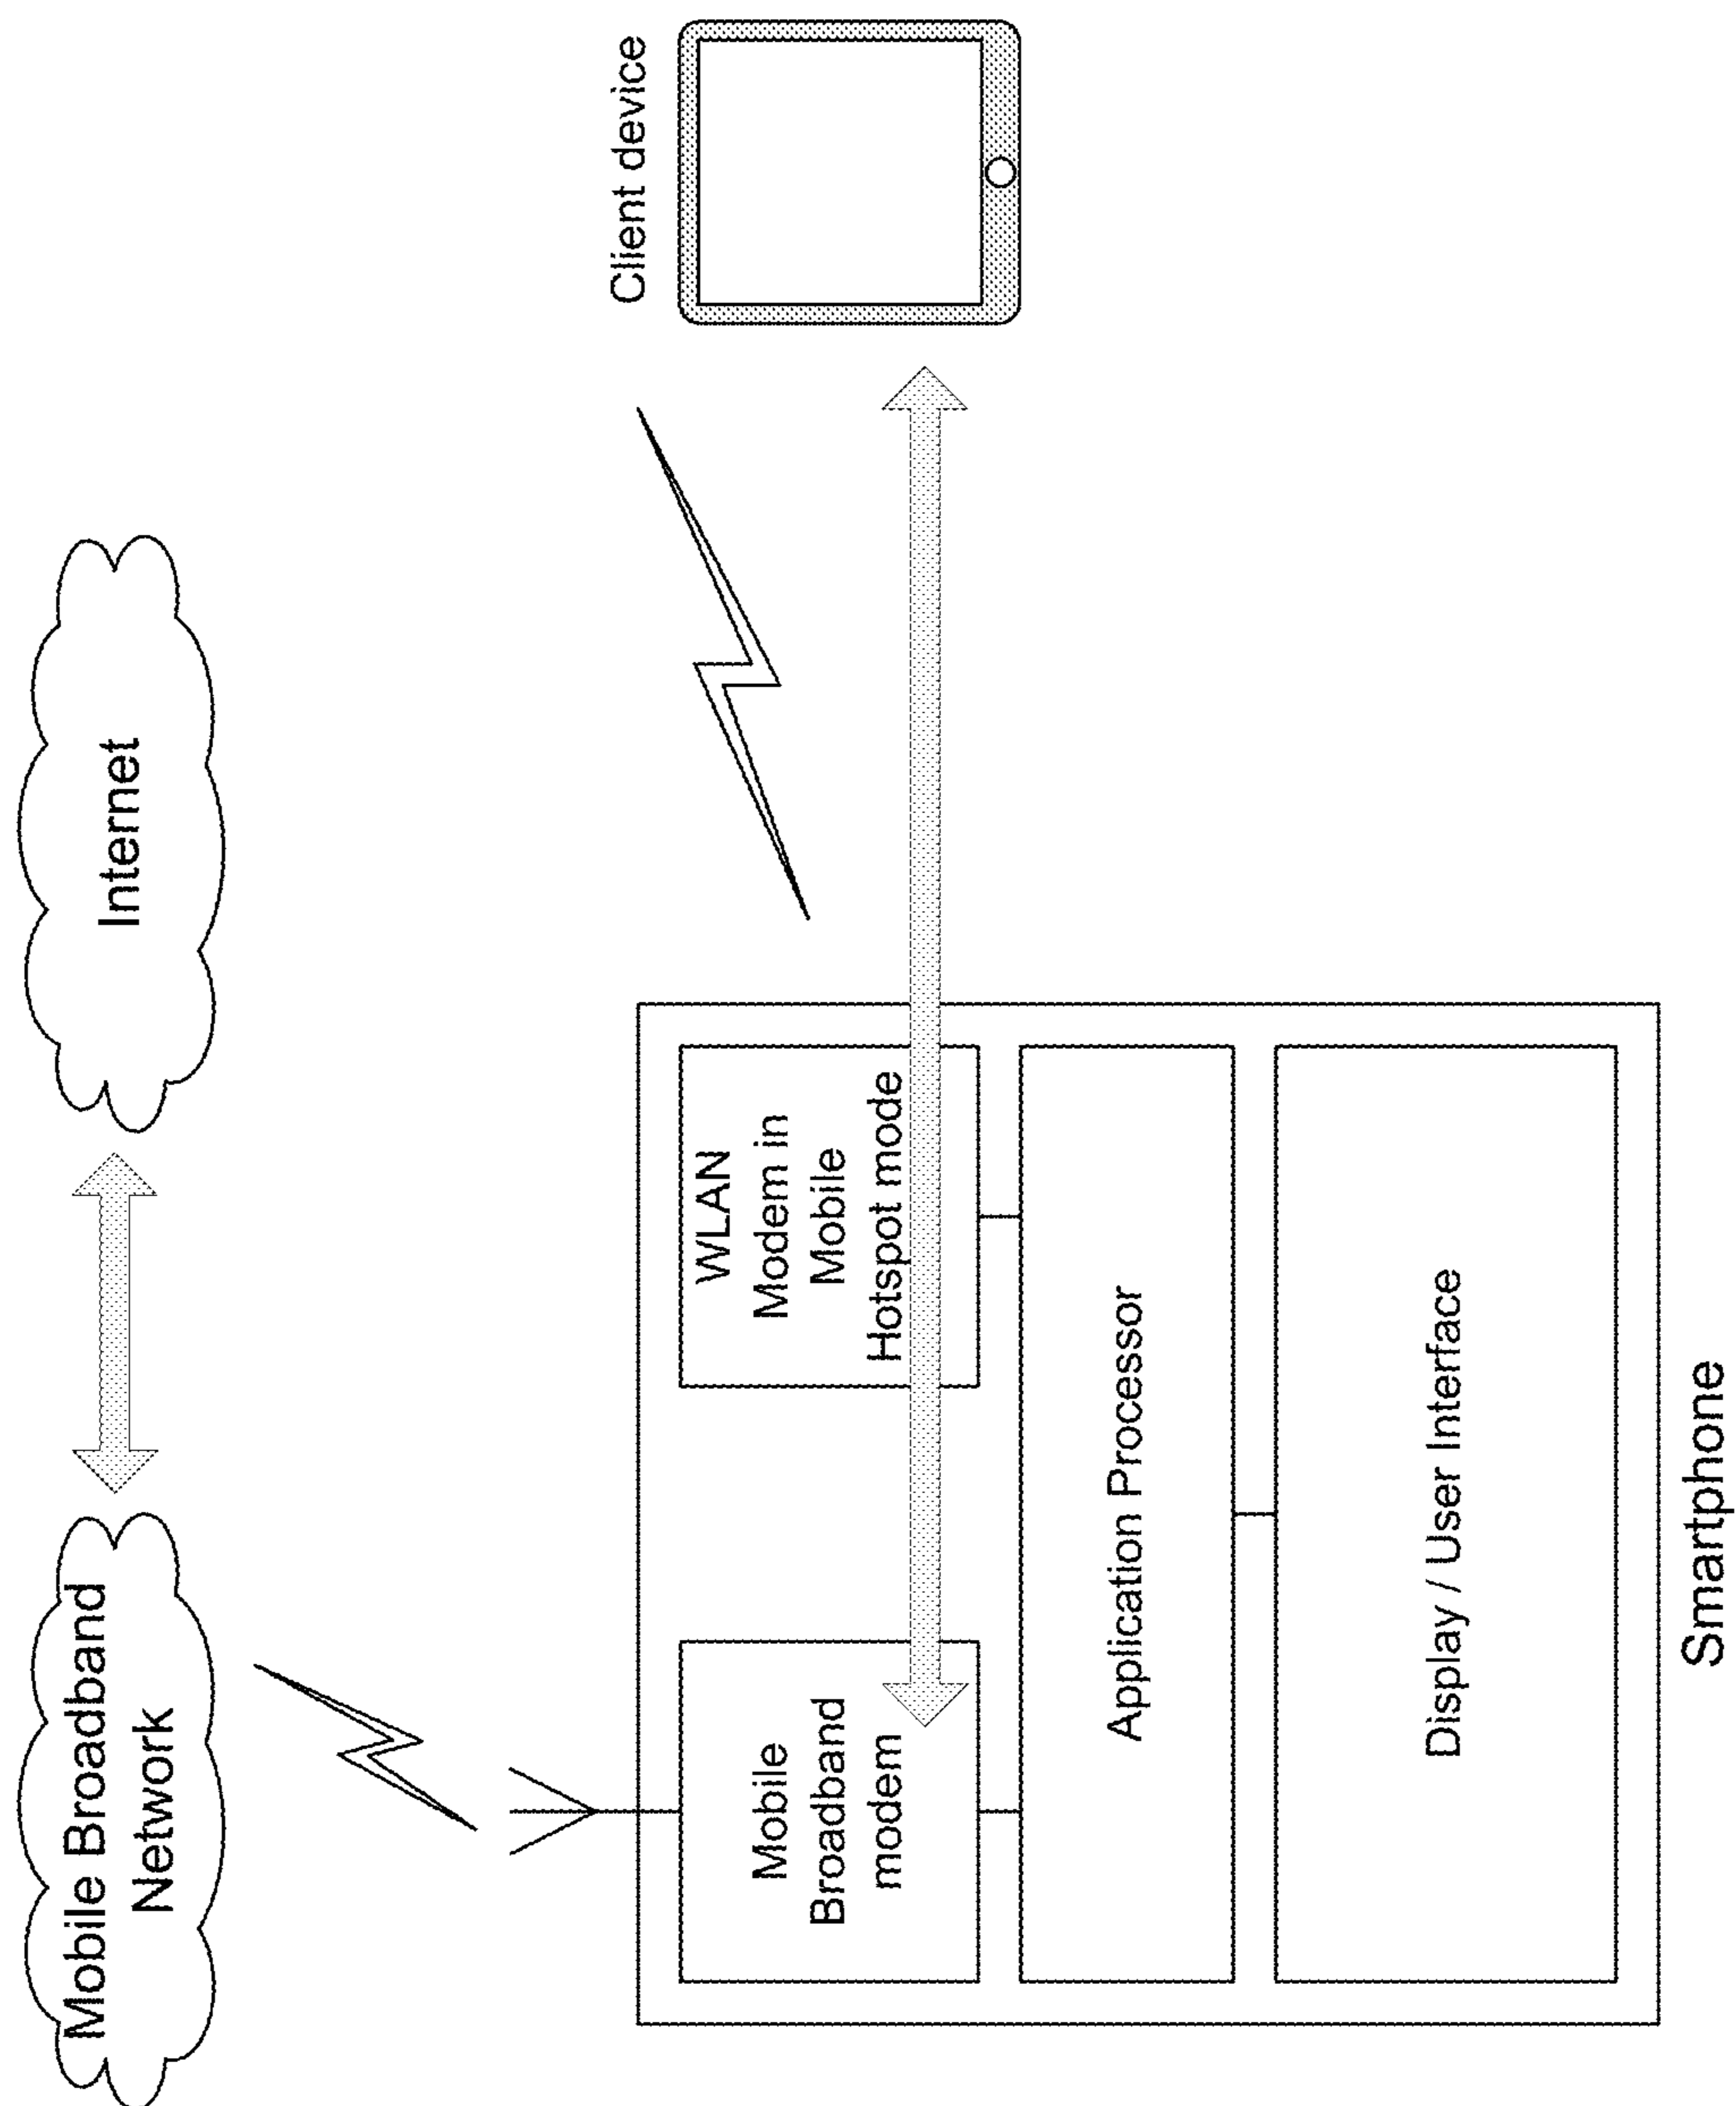 Mobile Broadband
Network
Internet
Client device
Mobile
Broadband
modem
WLAN
Modem in
Mobile
Hotspot mode
Application Processor
Display / User Interface
Smartphone